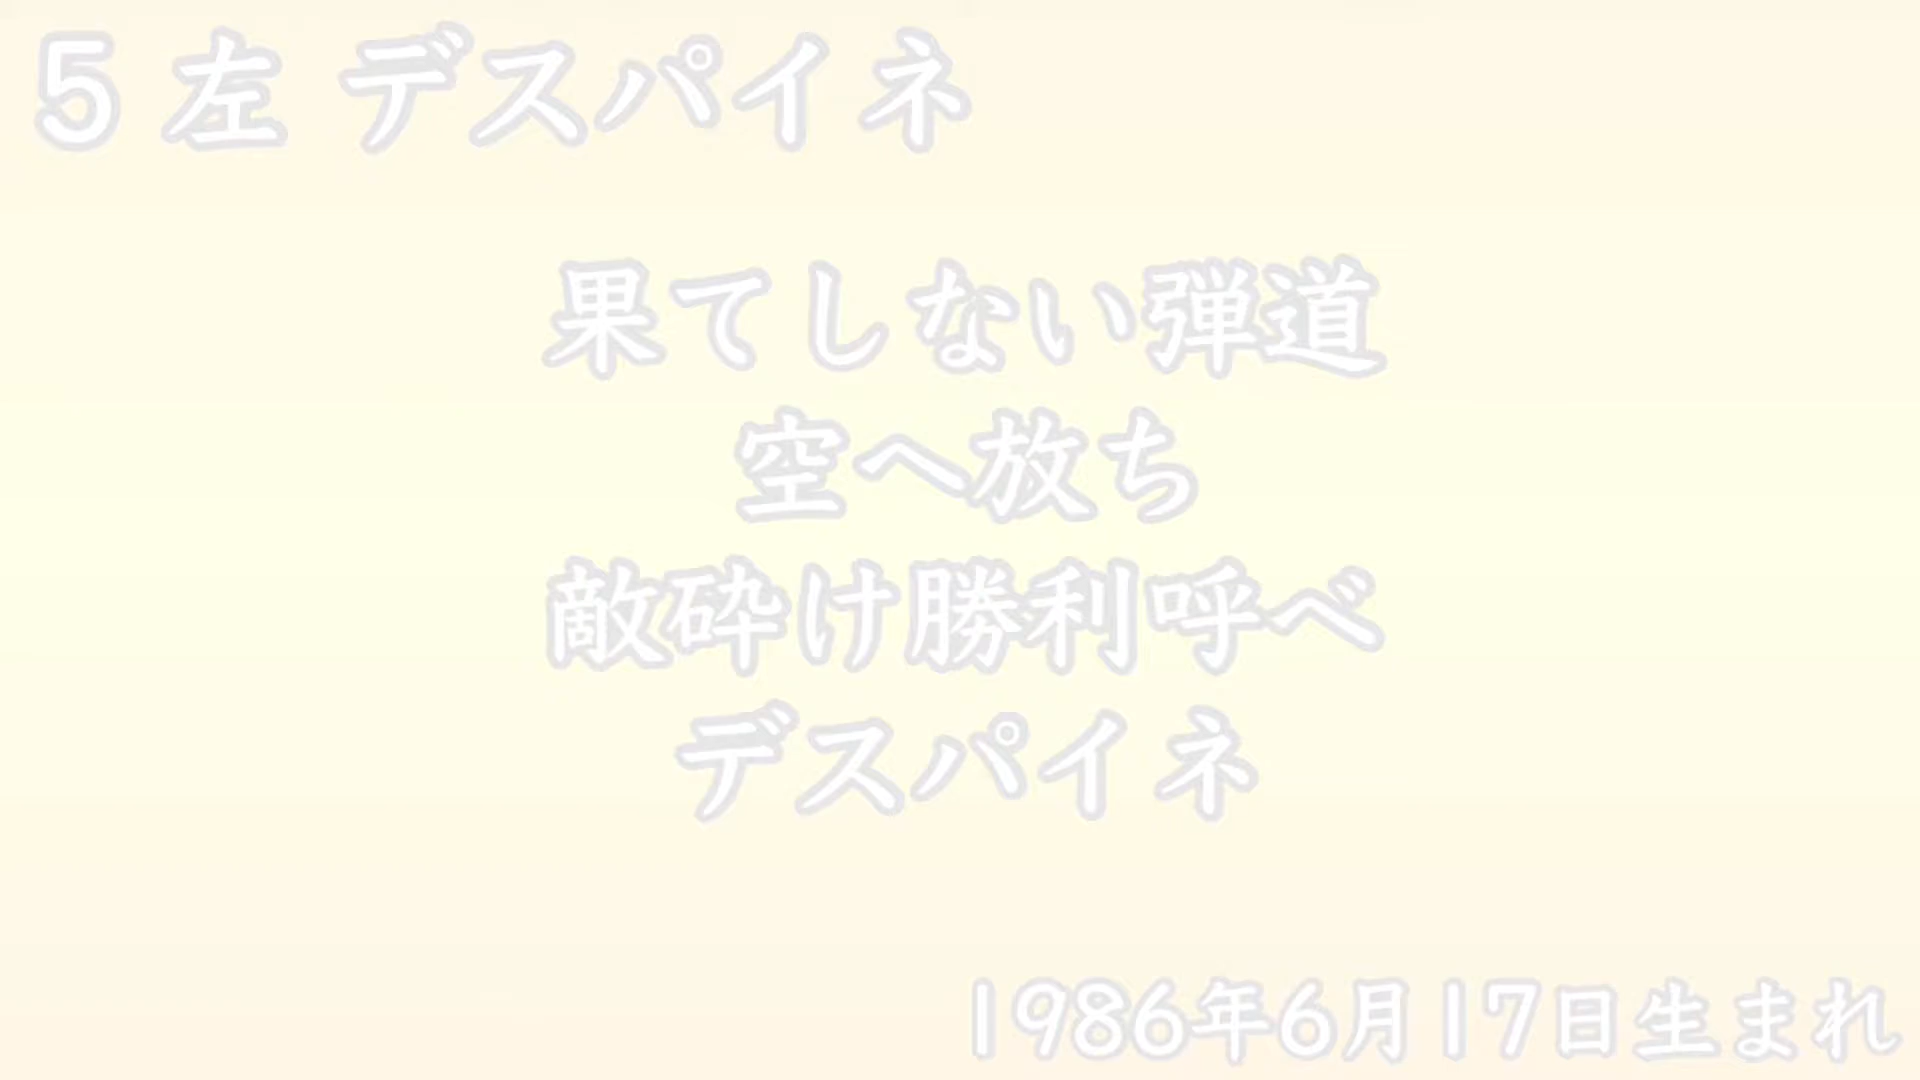 5 左 デスパイネ
果てしない弾道
空へ放ち
敵砕け勝利呼べ
デスパイネ
1986年6月17日生まれ